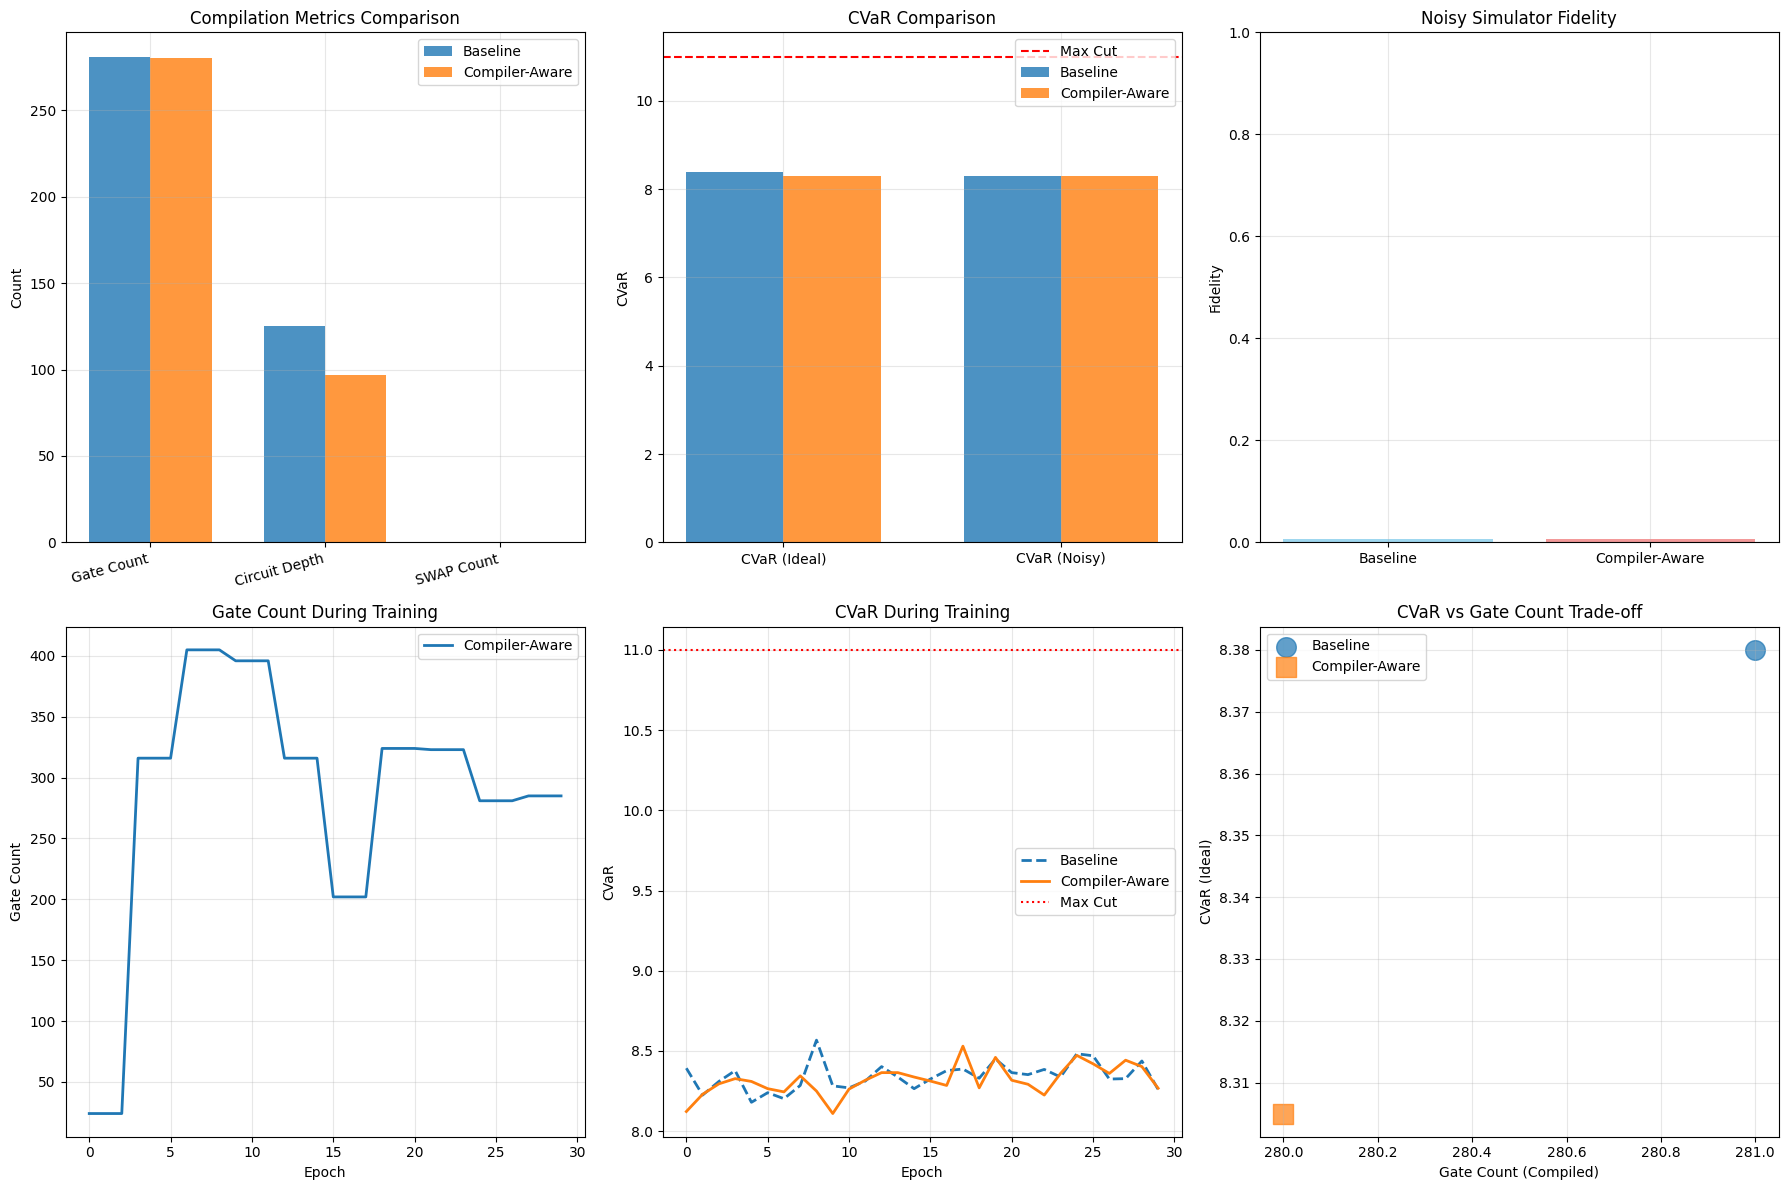 Compilation Metrics Comparison
Count
0
50
100
150
200
250
Gate Count
Circuit Depth
SWAP Count
Baseline
Compiler-Aware
CVaR Comparison
CVaR
0
2
4
6
8
10
CVaR (Ideal)
CVaR (Noisy)
Max Cut
Baseline
Compiler-Aware
Noisy Simulator Fidelity
Fidelity
0.0
0.2
0.4
0.6
0.8
1.0
Baseline
Compiler-Aware
Gate Count During Training
Gate Count
50
100
150
200
250
300
350
400
0
5
10
15
20
25
30
Epoch
Compiler-Aware
CVaR During Training
CVaR
8.0
8.5
9.0
9.5
10.0
10.5
11.0
0
5
10
15
20
25
30
Epoch
Baseline
Compiler-Aware
Max Cut
CVaR vs Gate Count Trade-off
CVaR (Ideal)
8.31
8.32
8.33
8.34
8.35
8.36
8.37
8.38
280.0
280.2
280.4
280.6
280.8
281.0
Gate Count (Compiled)
Baseline
Compiler-Aware